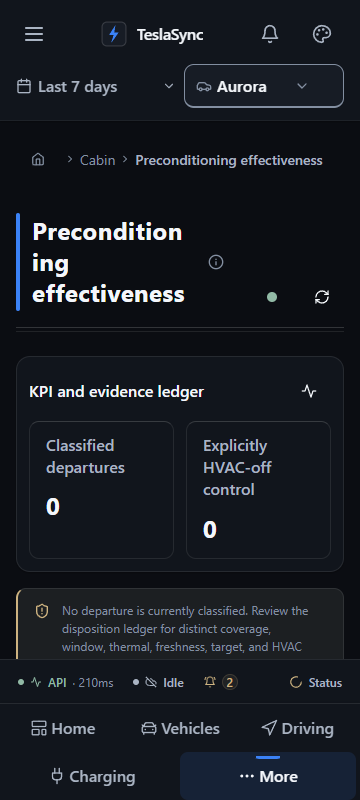 TeslaSync
Last 7 days
Aurora
Cabin
Preconditioning effectiveness
Precondition
ing
effectiveness
KPI and evidence ledger
Classified
departures
0
Explicitly
HVAC-off
control
0
No departure is currently classified. Review the
disposition ledger for distinct coverage,
window, thermal, freshness, target, and HVAC
API · 210ms
Idle
2
Status
Home
Vehicles
Driving
Charging
More